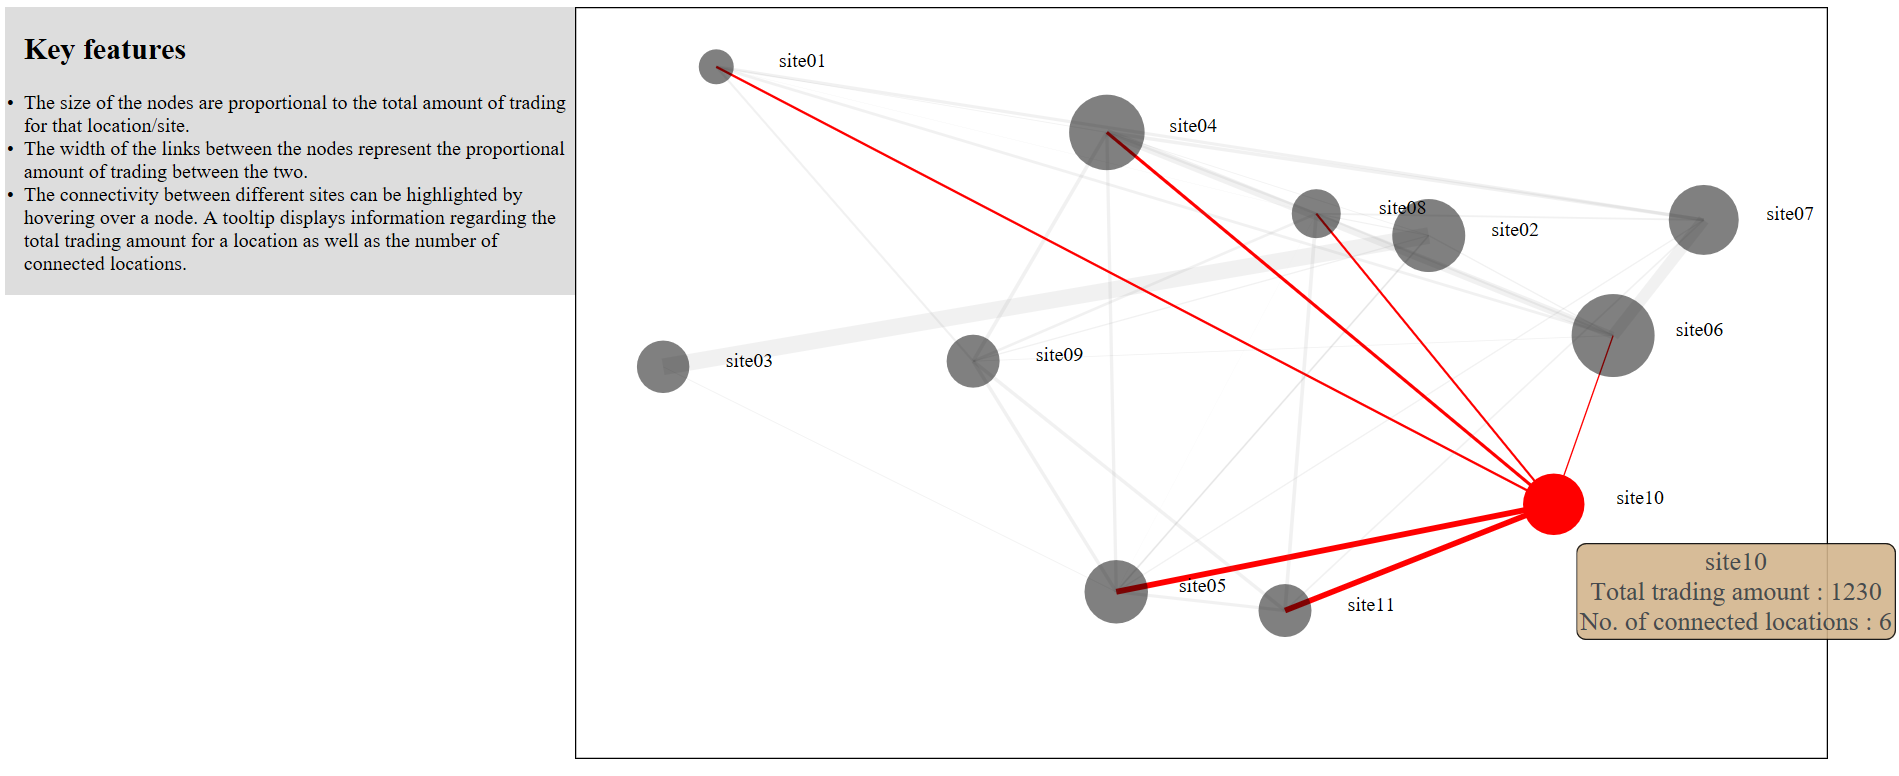 Key features
• The size of the nodes are proportional to the total amount of trading
for that location/site.
• The width of the links between the nodes represent the proportional
amount of trading between the two.
• The connectivity between different sites can be highlighted by
hovering over a node. A tooltip displays information regarding the
total trading amount for a location as well as the number of
connected locations.
site01
site04
site08
site07
site02
site06
site03
site09
site10
site05
site11
site10
Total trading amount : 1230
No. of connected locations : 6